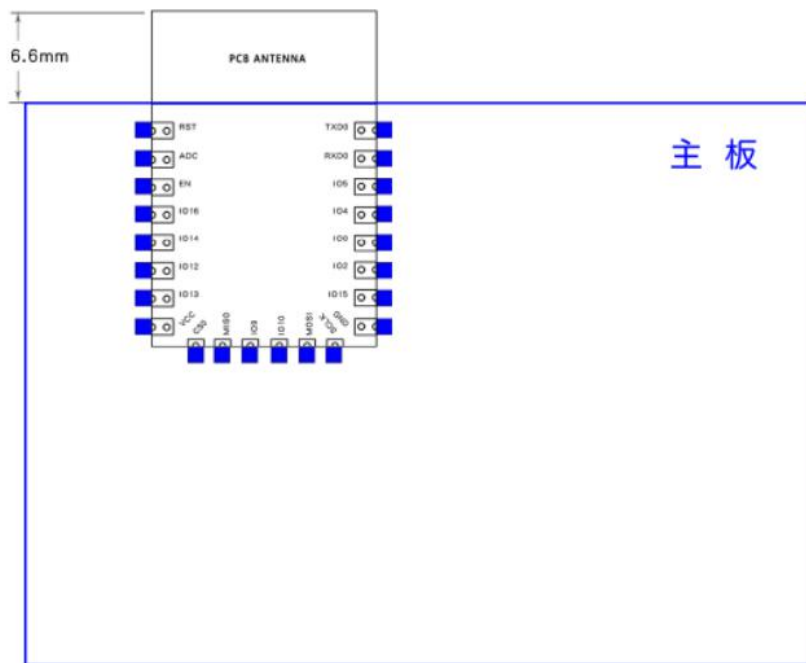 6.6mm
PCB ANTENNA
主 板
RST
ADC
EN
IO16
IO14
IO12
IO13
VCC
CS0
MISO
IO9
IO10
MOSI
SCLK
GND
IO15
IO2
IO0
IO4
IO5
RXD0
TXD0